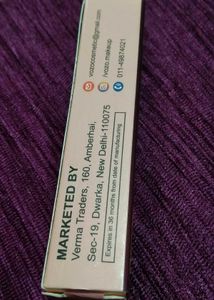 vozocosmetic@gmail.com
/vozo.makeup
011-49874021
MARKETED BY
Verma Traders, 160, Amberhai,
Sec-19, Dwarka, New Delhi-110075
Expires in 36 months from date of manufacturing